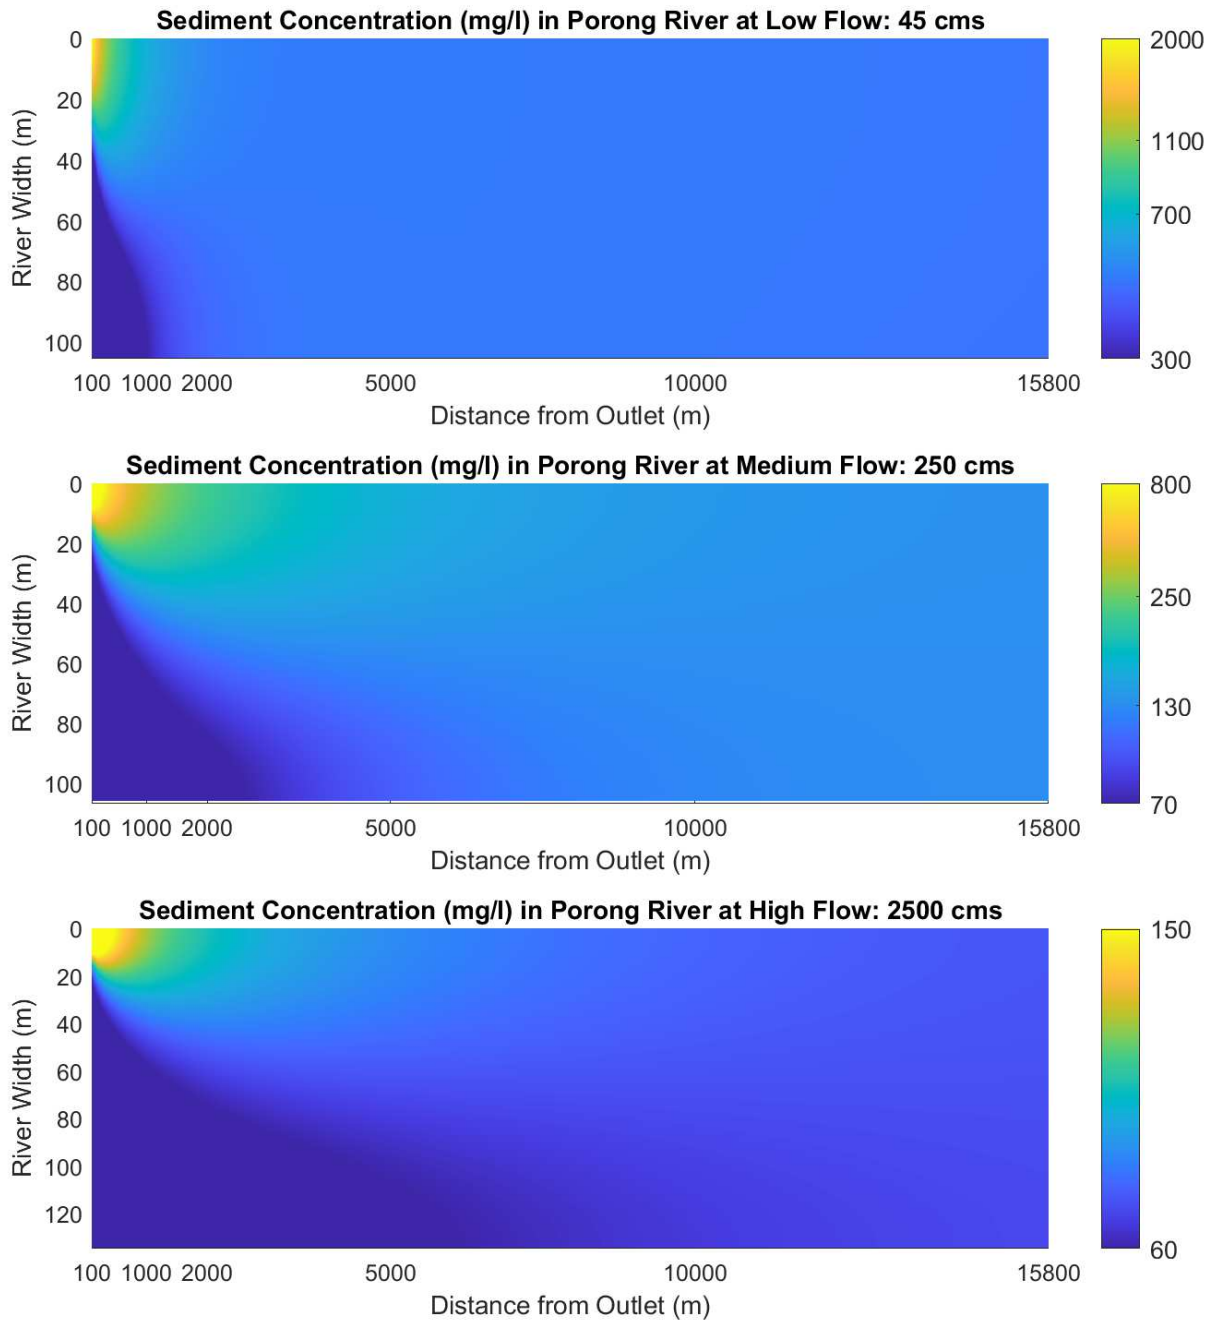 Sediment Concentration (mg/l) in Porong River at Low Flow: 45 cms
River Width (m)
0
20
40
60
80
100
100 1000 2000 5000 10000 15800
Distance from Outlet (m)
2000
1100
700
300
Sediment Concentration (mg/l) in Porong River at Medium Flow: 250 cms
River Width (m)
0
20
40
60
80
100
100 1000 2000 5000 10000 15800
Distance from Outlet (m)
800
250
130
70
Sediment Concentration (mg/l) in Porong River at High Flow: 2500 cms
River Width (m)
0
20
40
60
80
100
120
100 1000 2000 5000 10000 15800
Distance from Outlet (m)
150
60